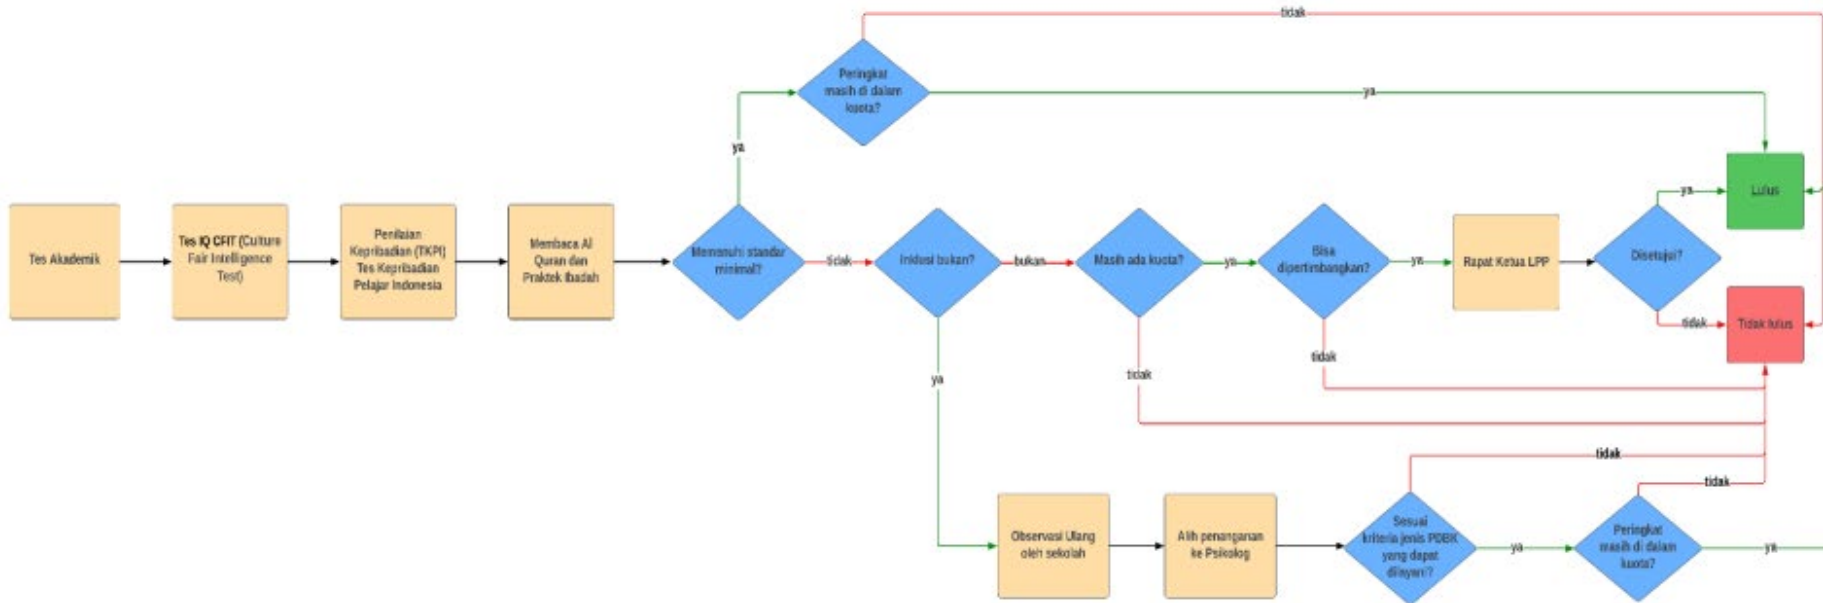 tidak
Peringkat
masih di dalam
kuota?
ya
ya
Tes Akademik
Tes IQ CFIT (Culture
Fair Intelligence
Test)
Penilaian
Kepribadian (TKPI)
Tes Kepribadian
Pelajar Indonesia
Membaca Al
Quran dan
Praktek Ibadah
Memenuhi standar
minimal?
tidak
Inklusi bukan?
bukan
Masih ada kuota?
ya
Bisa
dipertimbangkan?
ya
Rapat Ketua LPP
Disetujui?
ya
Lulus
tidak
Tidak lulus
ya
tidak
tidak
tidak
tidak
Observasi Ulang
oleh sekolah
Alih penanganan
ke Psikolog
Sesuai
kriteria jenis PDBK
yang dapat
dilayani?
ya
Peringkat
masih di dalam
kuota?
ya